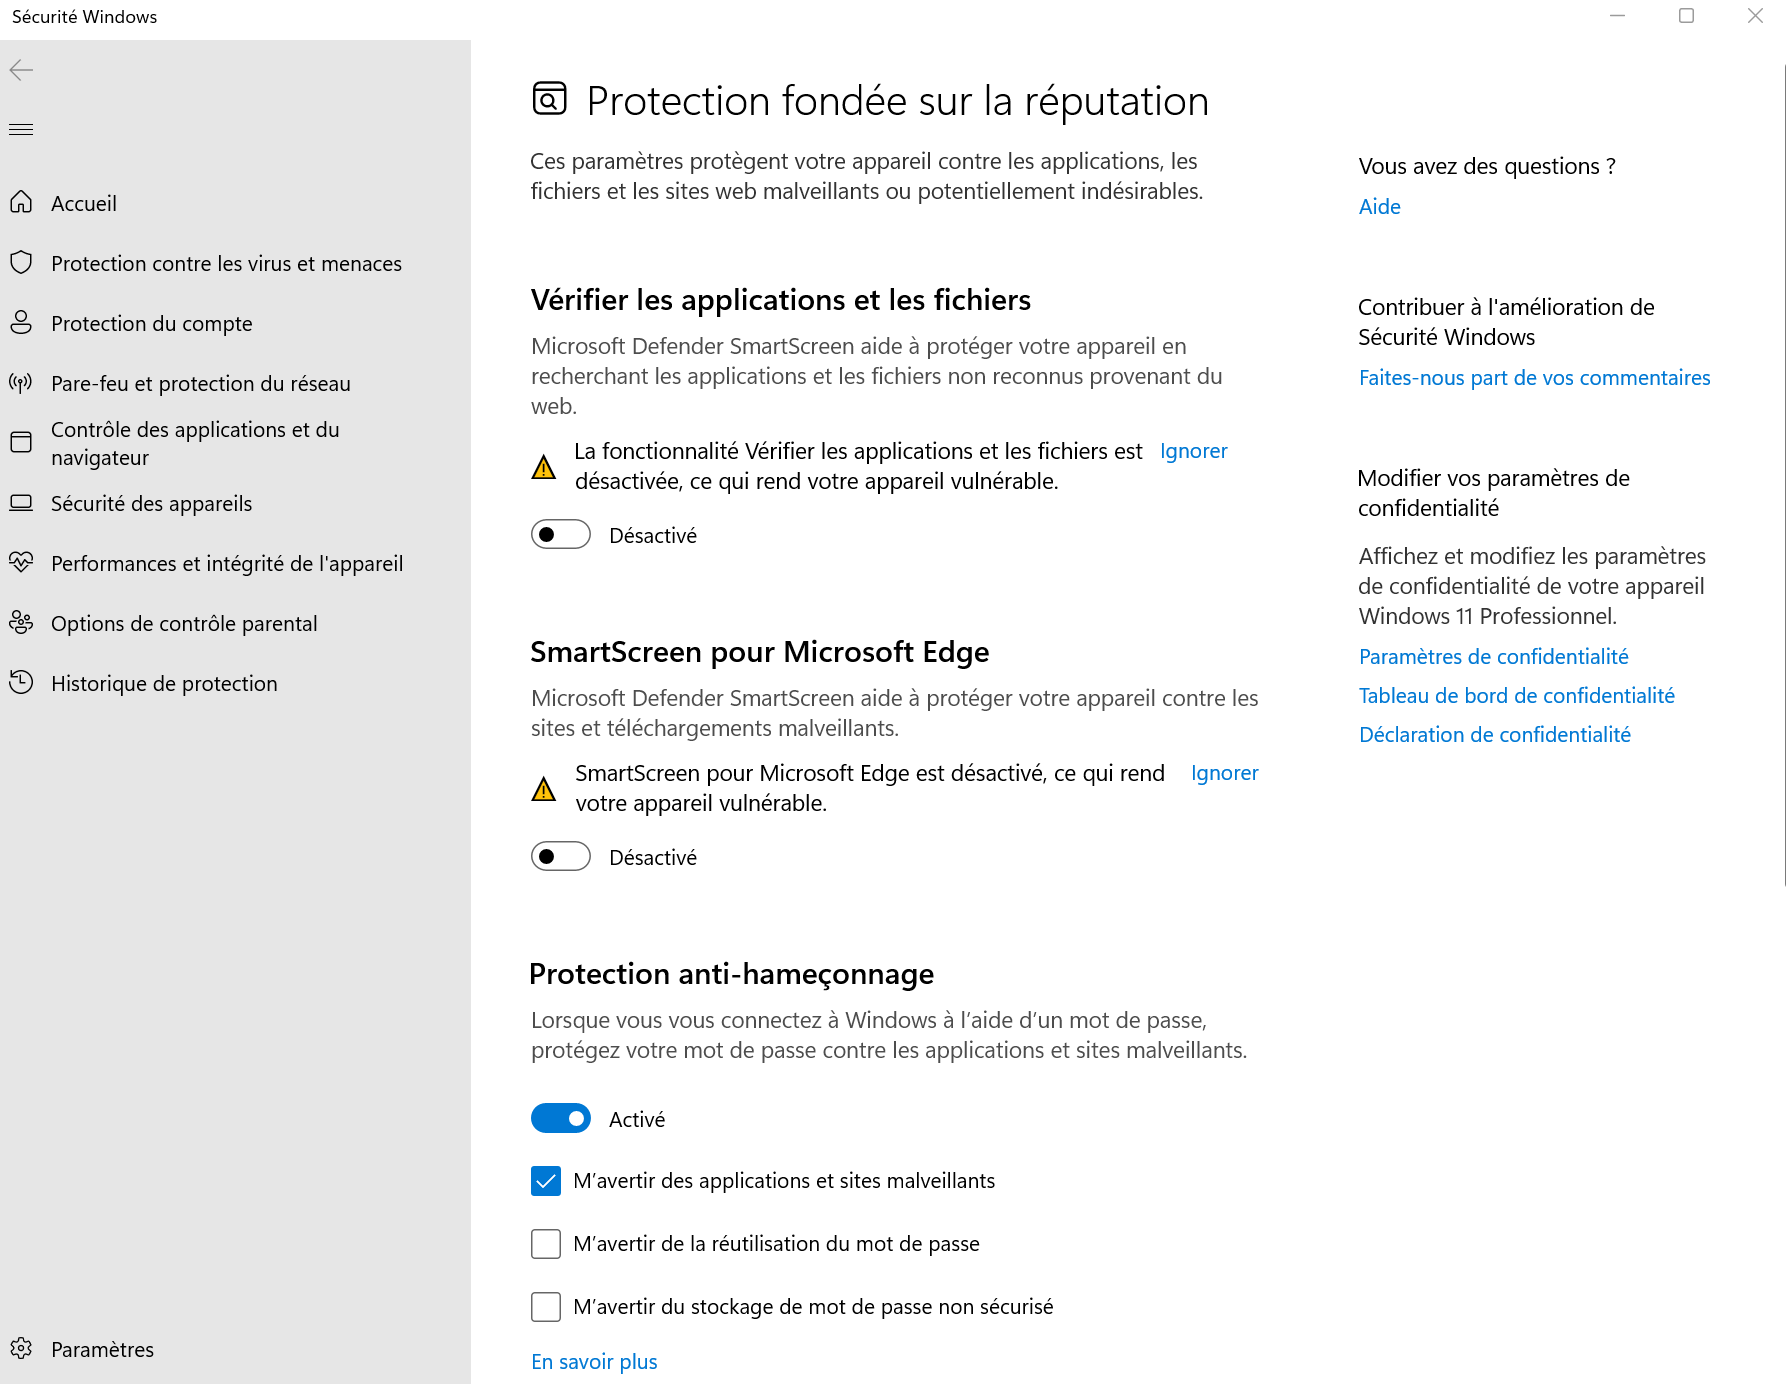 Sécurité Windows
Accueil
Protection contre les virus et menaces
Protection du compte
Pare-feu et protection du réseau
Contrôle des applications et du
navigateur
Sécurité des appareils
Performances et intégrité de l'appareil
Options de contrôle parental
Historique de protection
Paramètres
Protection fondée sur la réputation
Ces paramètres protègent votre appareil contre les applications, les
fichiers et les sites web malveillants ou potentiellement indésirables.
Vérifier les applications et les fichiers
Microsoft Defender SmartScreen aide à protéger votre appareil en
recherchant les applications et les fichiers non reconnus provenant du
web.
La fonctionnalité Vérifier les applications et les fichiers est Ignorer
désactivée, ce qui rend votre appareil vulnérable.
Désactivé
SmartScreen pour Microsoft Edge
Microsoft Defender SmartScreen aide à protéger votre appareil contre les
sites et téléchargements malveillants.
SmartScreen pour Microsoft Edge est désactivé, ce qui rend Ignorer
votre appareil vulnérable.
Désactivé
Protection anti-hameçonnage
Lorsque vous vous connectez à Windows à l’aide d’un mot de passe,
protégez votre mot de passe contre les applications et sites malveillants.
Activé
M’avertir des applications et sites malveillants
M’avertir de la réutilisation du mot de passe
M’avertir du stockage de mot de passe non sécurisé
En savoir plus
Vous avez des questions ?
Aide
Contribuer à l'amélioration de
Sécurité Windows
Faites-nous part de vos commentaires
Modifier vos paramètres de
confidentialité
Affichez et modifiez les paramètres
de confidentialité de votre appareil
Windows 11 Professionnel.
Paramètres de confidentialité
Tableau de bord de confidentialité
Déclaration de confidentialité